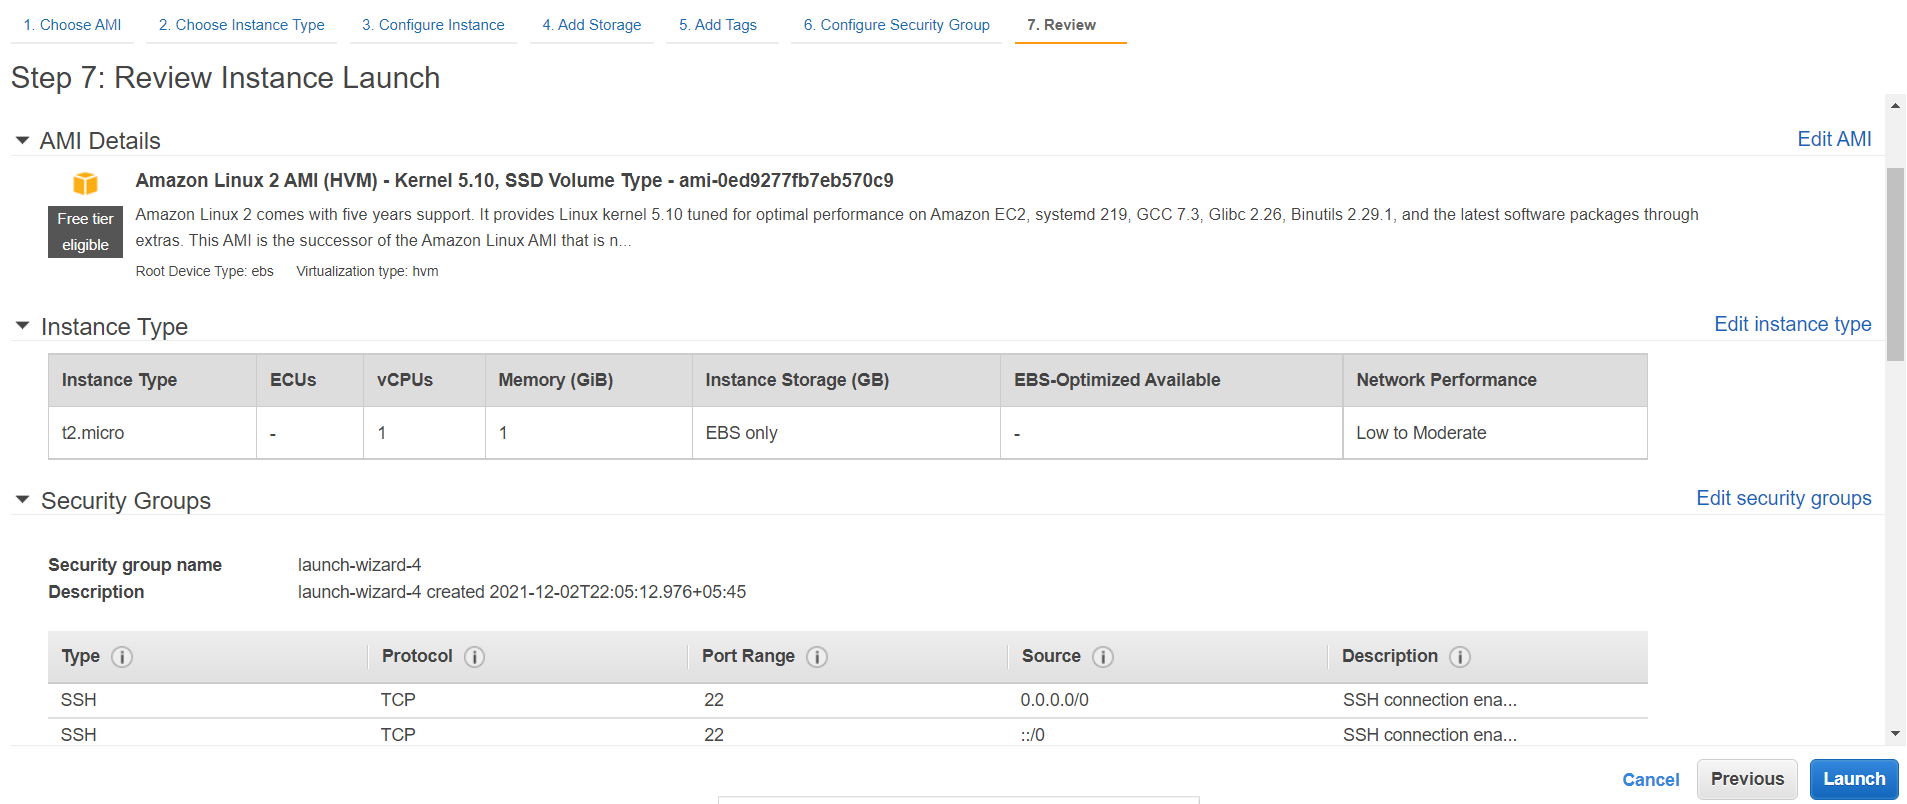 1. Choose AMI 2. Choose Instance Type 3. Configure Instance 4. Add Storage 5. Add Tags 6. Configure Security Group 7. Review
Step 7: Review Instance Launch
AMI Details Edit AMI
Amazon Linux 2 AMI (HVM) - Kernel 5.10, SSD Volume Type - ami-0ed9277fb7eb570c9
Free tier
eligible
Amazon Linux 2 comes with five years support. It provides Linux kernel 5.10 tuned for optimal performance on Amazon EC2, systemd 219, GCC 7.3, Glibc 2.26, Binutils 2.29.1, and the latest software packages through
extras. This AMI is the successor of the Amazon Linux AMI that is n...
Root Device Type: ebs Virtualization type: hvm
Instance Type Edit instance type
Instance Type ECUs vCPUs Memory (GiB) Instance Storage (GB) EBS-Optimized Available Network Performance
t2.micro - 1 1 EBS only - Low to Moderate
Security Groups Edit security groups
Security group name launch-wizard-4
Description launch-wizard-4 created 2021-12-02T22:05:12.976+05:45
Type Protocol Port Range Source Description
SSH TCP 22 0.0.0.0/0 SSH connection ena...
SSH TCP 22 ::/0 SSH connection ena...
Cancel Previous Launch